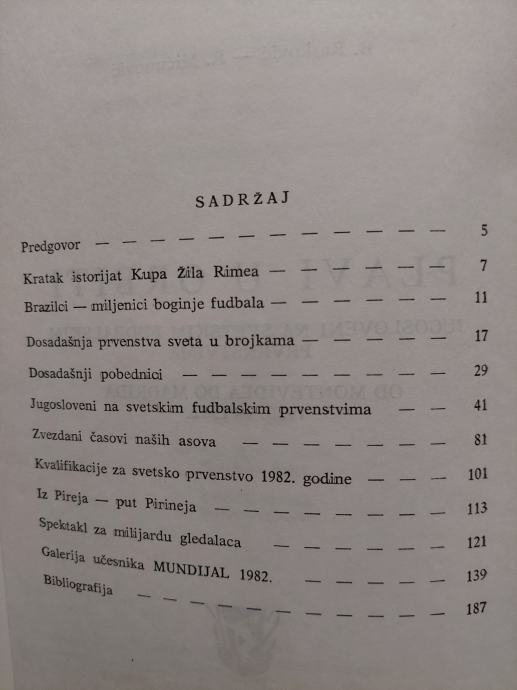 SADRŽAJ
Predgovor — — — — — — — — — — — 5
Kratak istorijat Kupa Žila Rimea — — — — — — 7
Brazilci — miljenici boginje fudbala — — — — — — 11
Dosadašnja prvenstva sveta u brojkama — — — — — 17
Dosadašnji pobednici — — — — — — — — 29
Jugosloveni na svetskim fudbalskim prvenstvima — — — 41
Zvezdani časovi naših asova — — — — — — — 81
Kvalifikacije za svetsko prvenstvo 1982. godine — — — 101
Iz Pireja — put Pirineja — — — — — — — — 113
Spektakl za milijardu gledalaca — — — — — — 121
Galerija učesnika MUNDIJAL 1982. — — — — — 139
Bibliografija — — — — — — — — — — 187